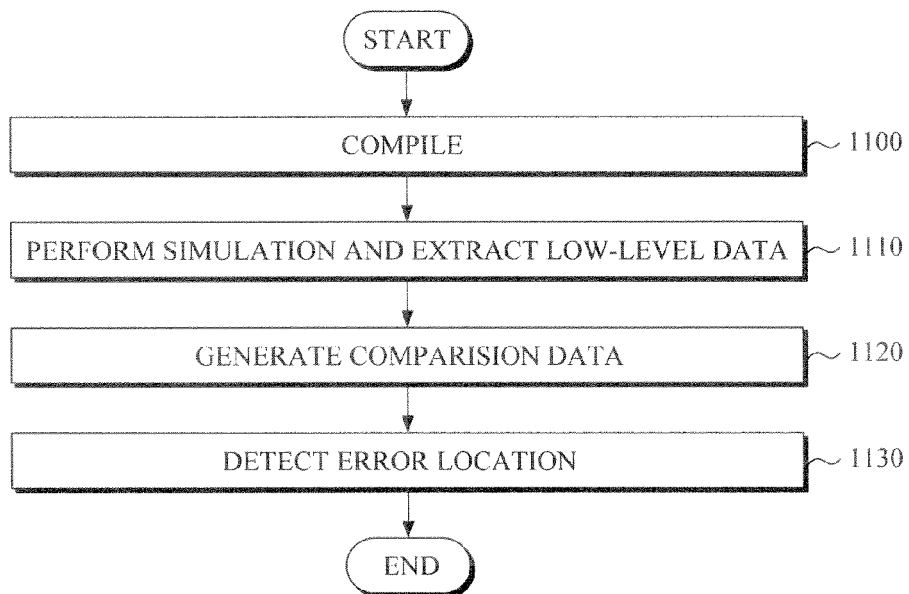 START
COMPILE
1100
PERFORM SIMULATION AND EXTRACT LOW-LEVEL DATA
1110
GENERATE COMPARISION DATA
1120
DETECT ERROR LOCATION
1130
END